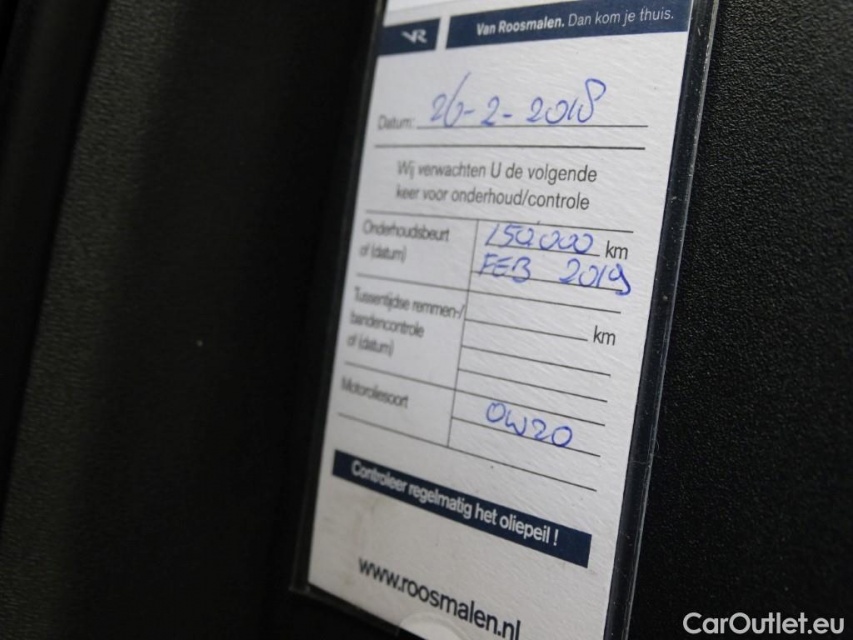 VR Van Roosmalen. Dan kom je thuis.
Datum: 26-2-2018
Wij verwachten U de volgende
keer voor onderhoud/controle
Onderhoudsbeurt 150.000 km
of (datum) FEB 2019
Tussentijdse remmen-/
bandencontrole km
of (datum)
Motoroliesoort 0W20
Controleer regelmatig het oliepeil !
www.roosmalen.nl
CarOutlet.eu